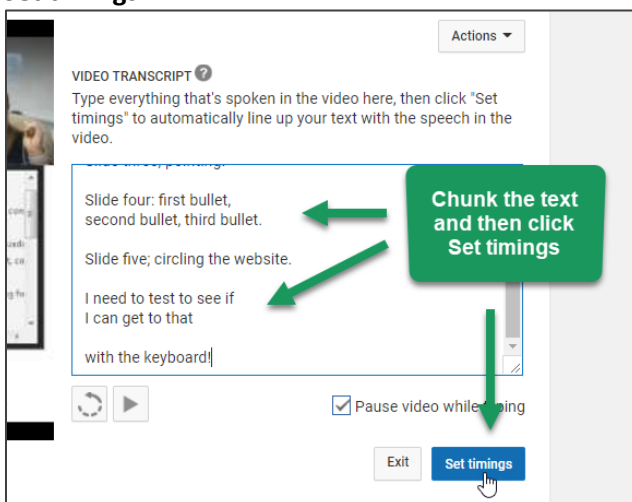 Actions
VIDEO TRANSCRIPT ?
Type everything that's spoken in the video here, then click "Set
timings" to automatically line up your text with the speech in the
video.
Slide four: first bullet,
second bullet, third bullet.
Slide five; circling the website.
I need to test to see if
I can get to that
with the keyboard!
Chunk the text
and then click
Set timings
Pause video while typing
Exit
Set timings